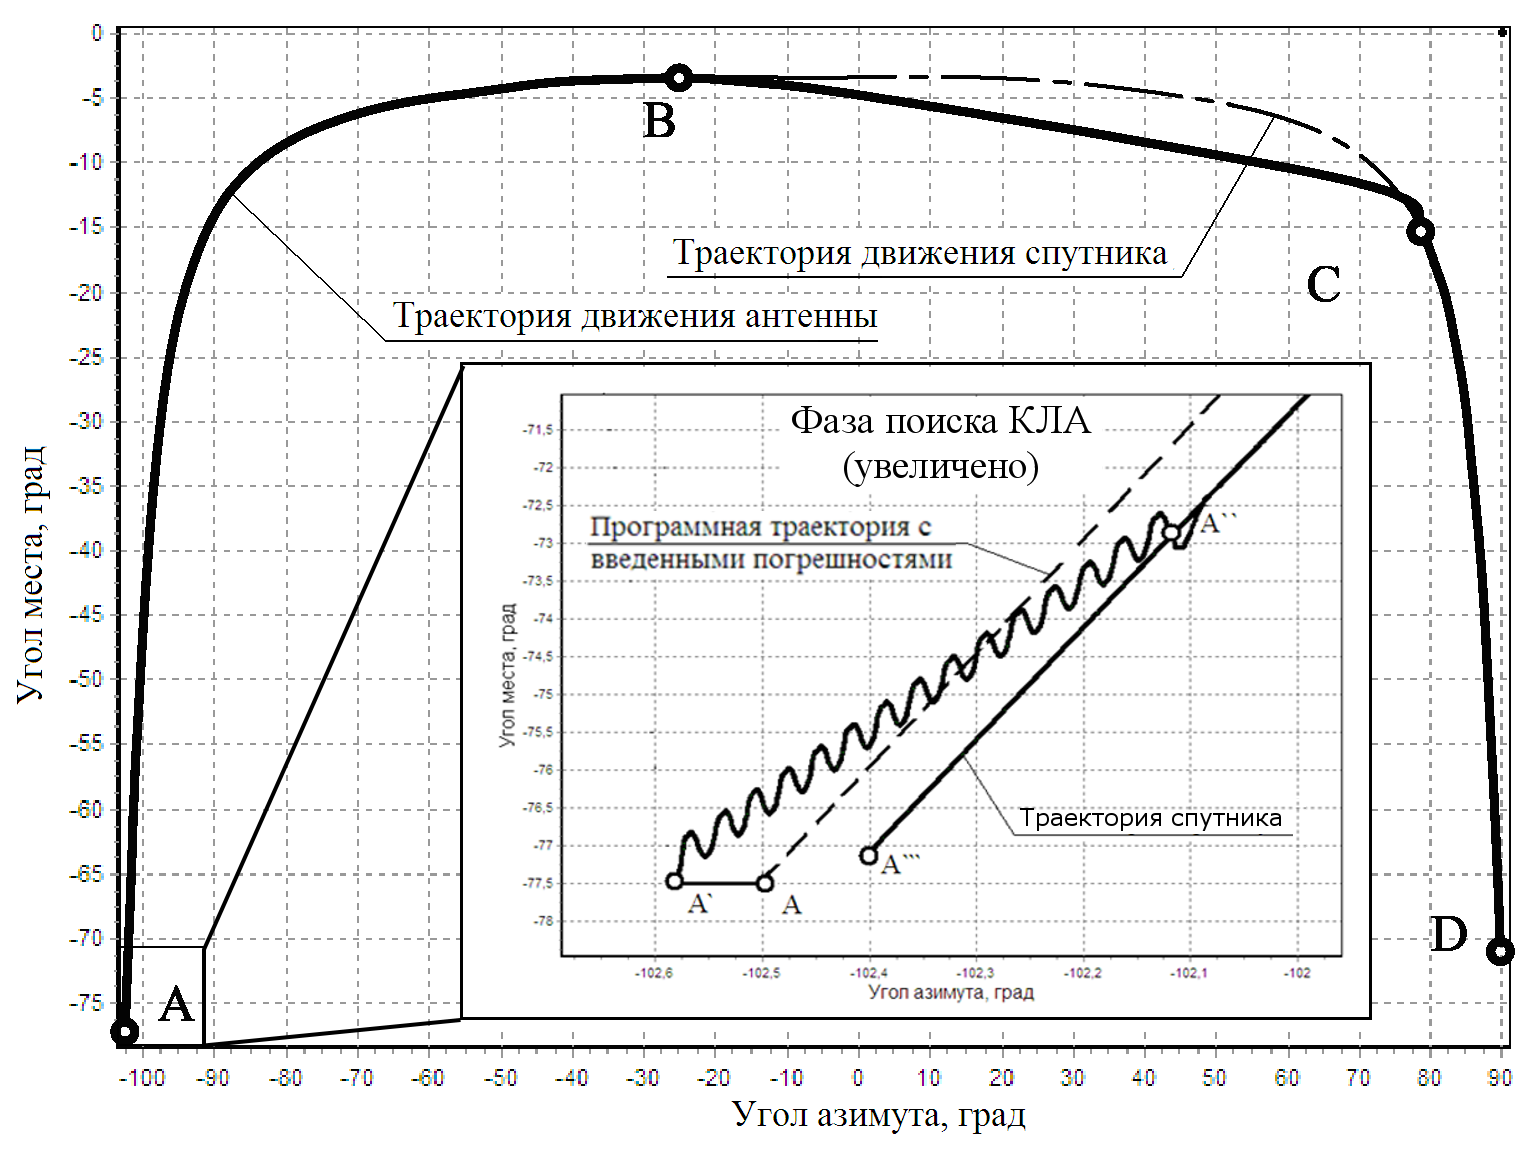 0
-5
-10
-15
-20
-25
-30
-35
-40
-45
-50
-55
-60
-65
-70
-75
Угол места, град
B
Траектория движения спутника
C
Траектория движения антенны
Фаза поиска КЛА
(увеличено)
-71,5
-72
-72,5
-73
-73,5
-74
-74,5
-75
-75,5
-76
-76,5
-77
-77,5
-78
Угол места, град
Программная траектория с
введенными погрешностями
A``
Траектория спутника
A```
A`
A
-102,6 -102,5 -102,4 -102,3 -102,2 -102,1 -102
Угол азимута, град
D
A
-100 -90 -80 -70 -60 -50 -40 -30 -20 -10 0 10 20 30 40 50 60 70 80 90
Угол азимута, град